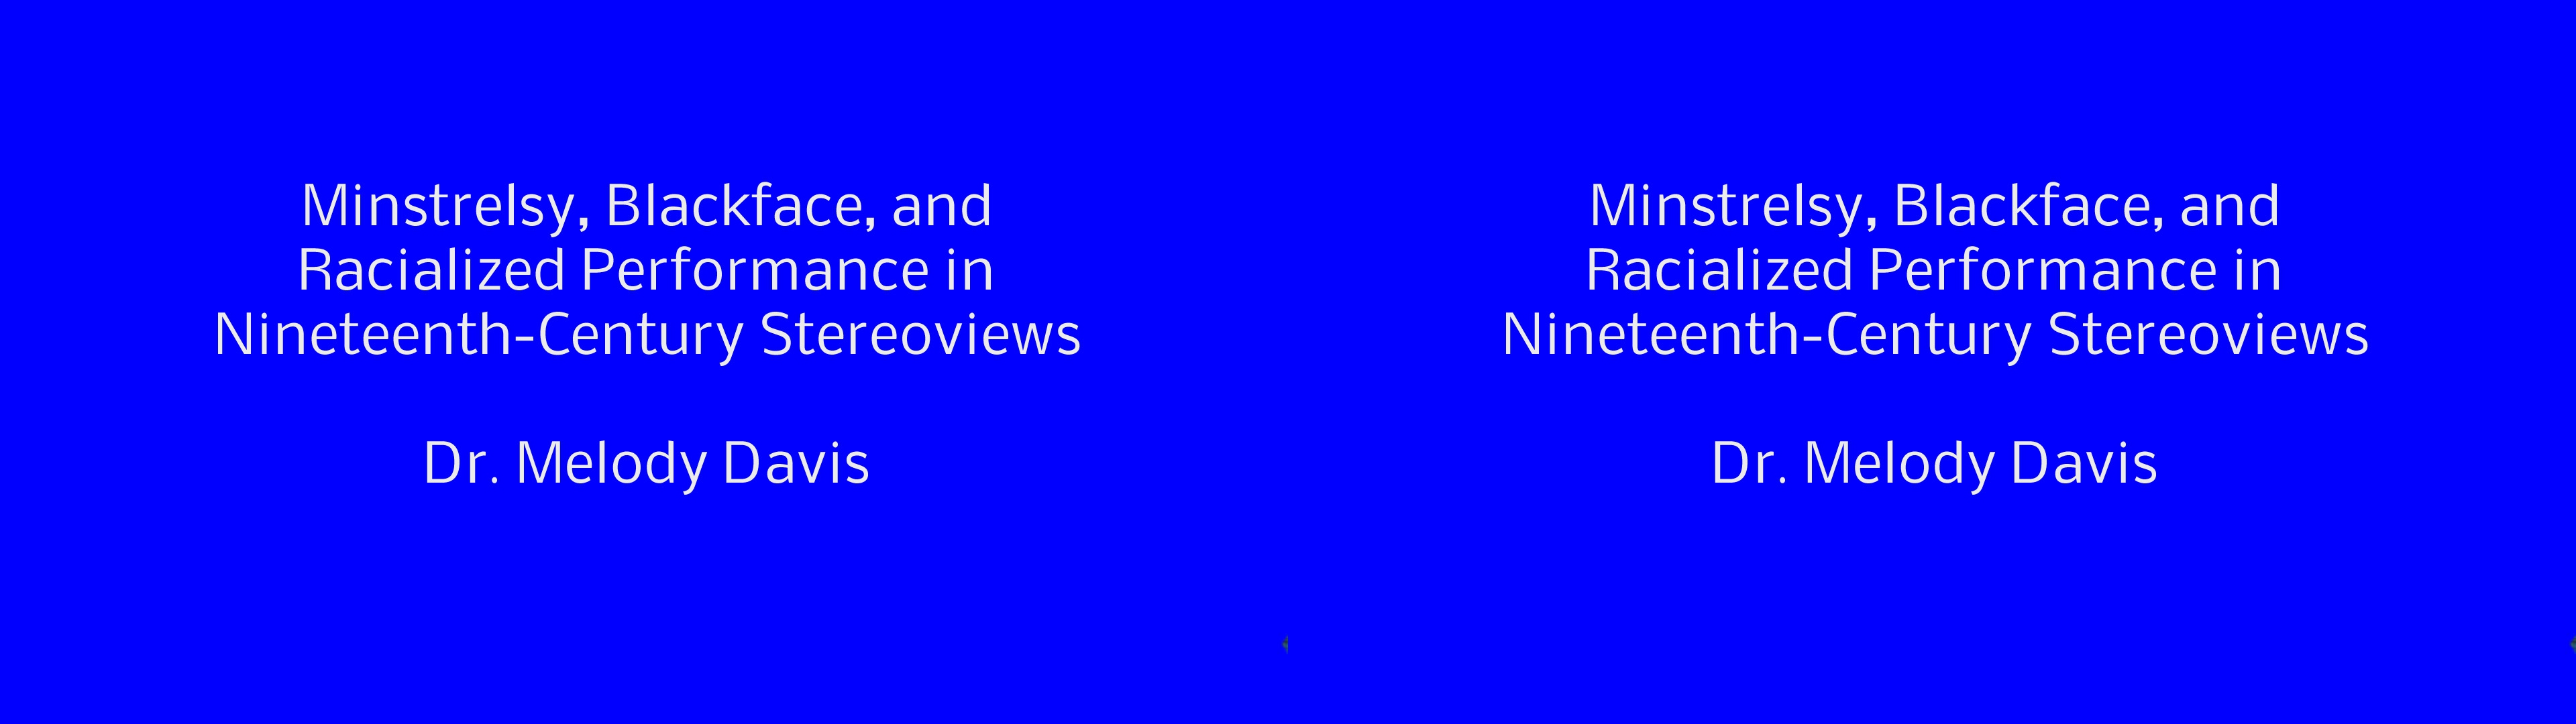 Minstrelsy, Blackface, and
Racialized Performance in
Nineteenth-Century Stereoviews
Dr. Melody Davis
Minstrelsy, Blackface, and
Racialized Performance in
Nineteenth-Century Stereoviews
Dr. Melody Davis